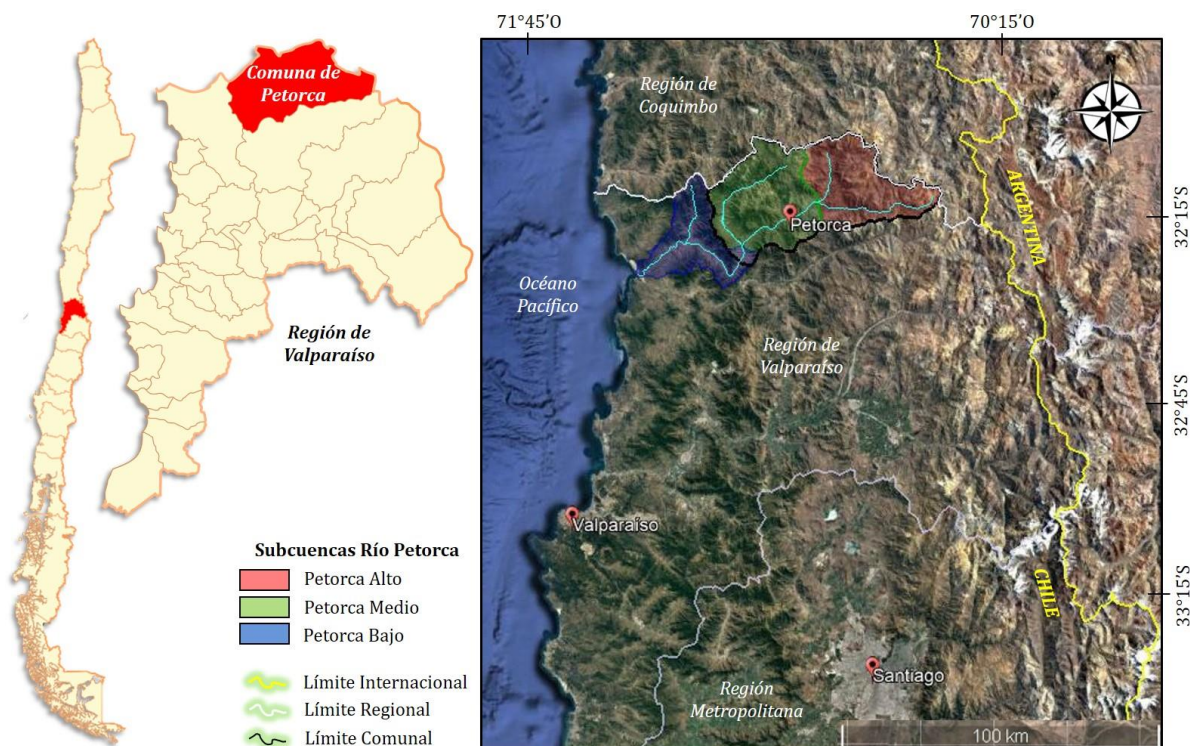 Comuna de
Petorca
Región de
Valparaíso
Subcuencas Río Petorca
Petorca Alto
Petorca Medio
Petorca Bajo
Límite Internacional
Límite Regional
Límite Comunal
71°45'O
70°15'O
Región de
Coquimbo
ARGENTINA
32°15'S
Petorca
Océano
Pacífico
Región de
Valparaíso
32°45'S
Valparaíso
CHILE
33°15'S
Santiago
Región
Metropolitana
100 km